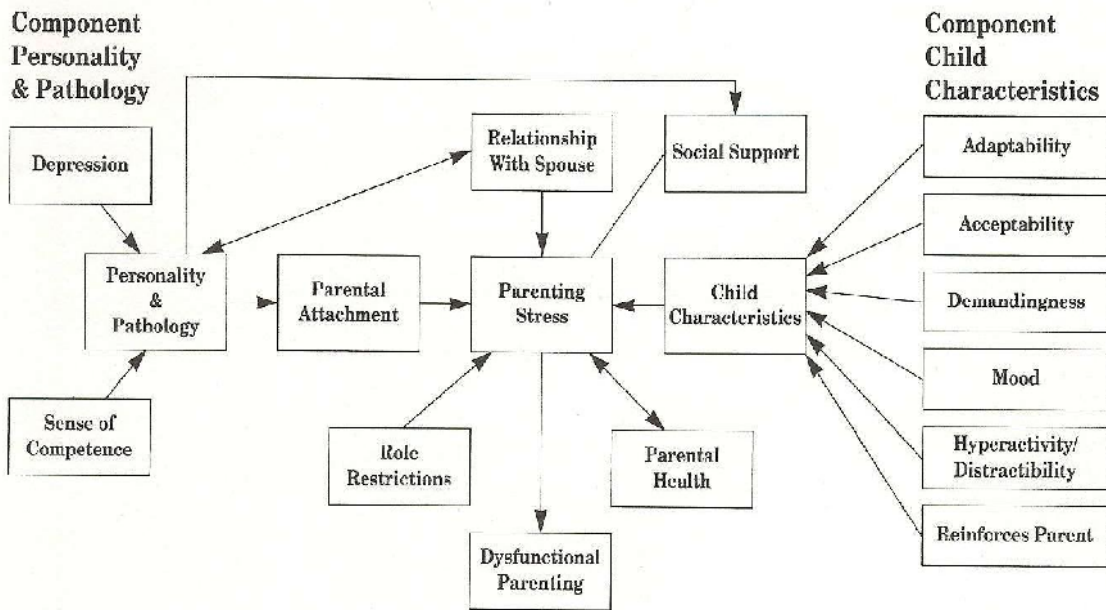 Component
Personality
& Pathology
Component
Child
Characteristics
Depression
Relationship
With Spouse
Social Support
Adaptability
Acceptability
Personality
&
Pathology
Parental
Attachment
Parenting
Stress
Child
Characteristics
Demandingness
Mood
Sense of
Competence
Role
Restrictions
Parental
Health
Hyperactivity/
Distractibility
Reinforces Parent
Dysfunctional
Parenting